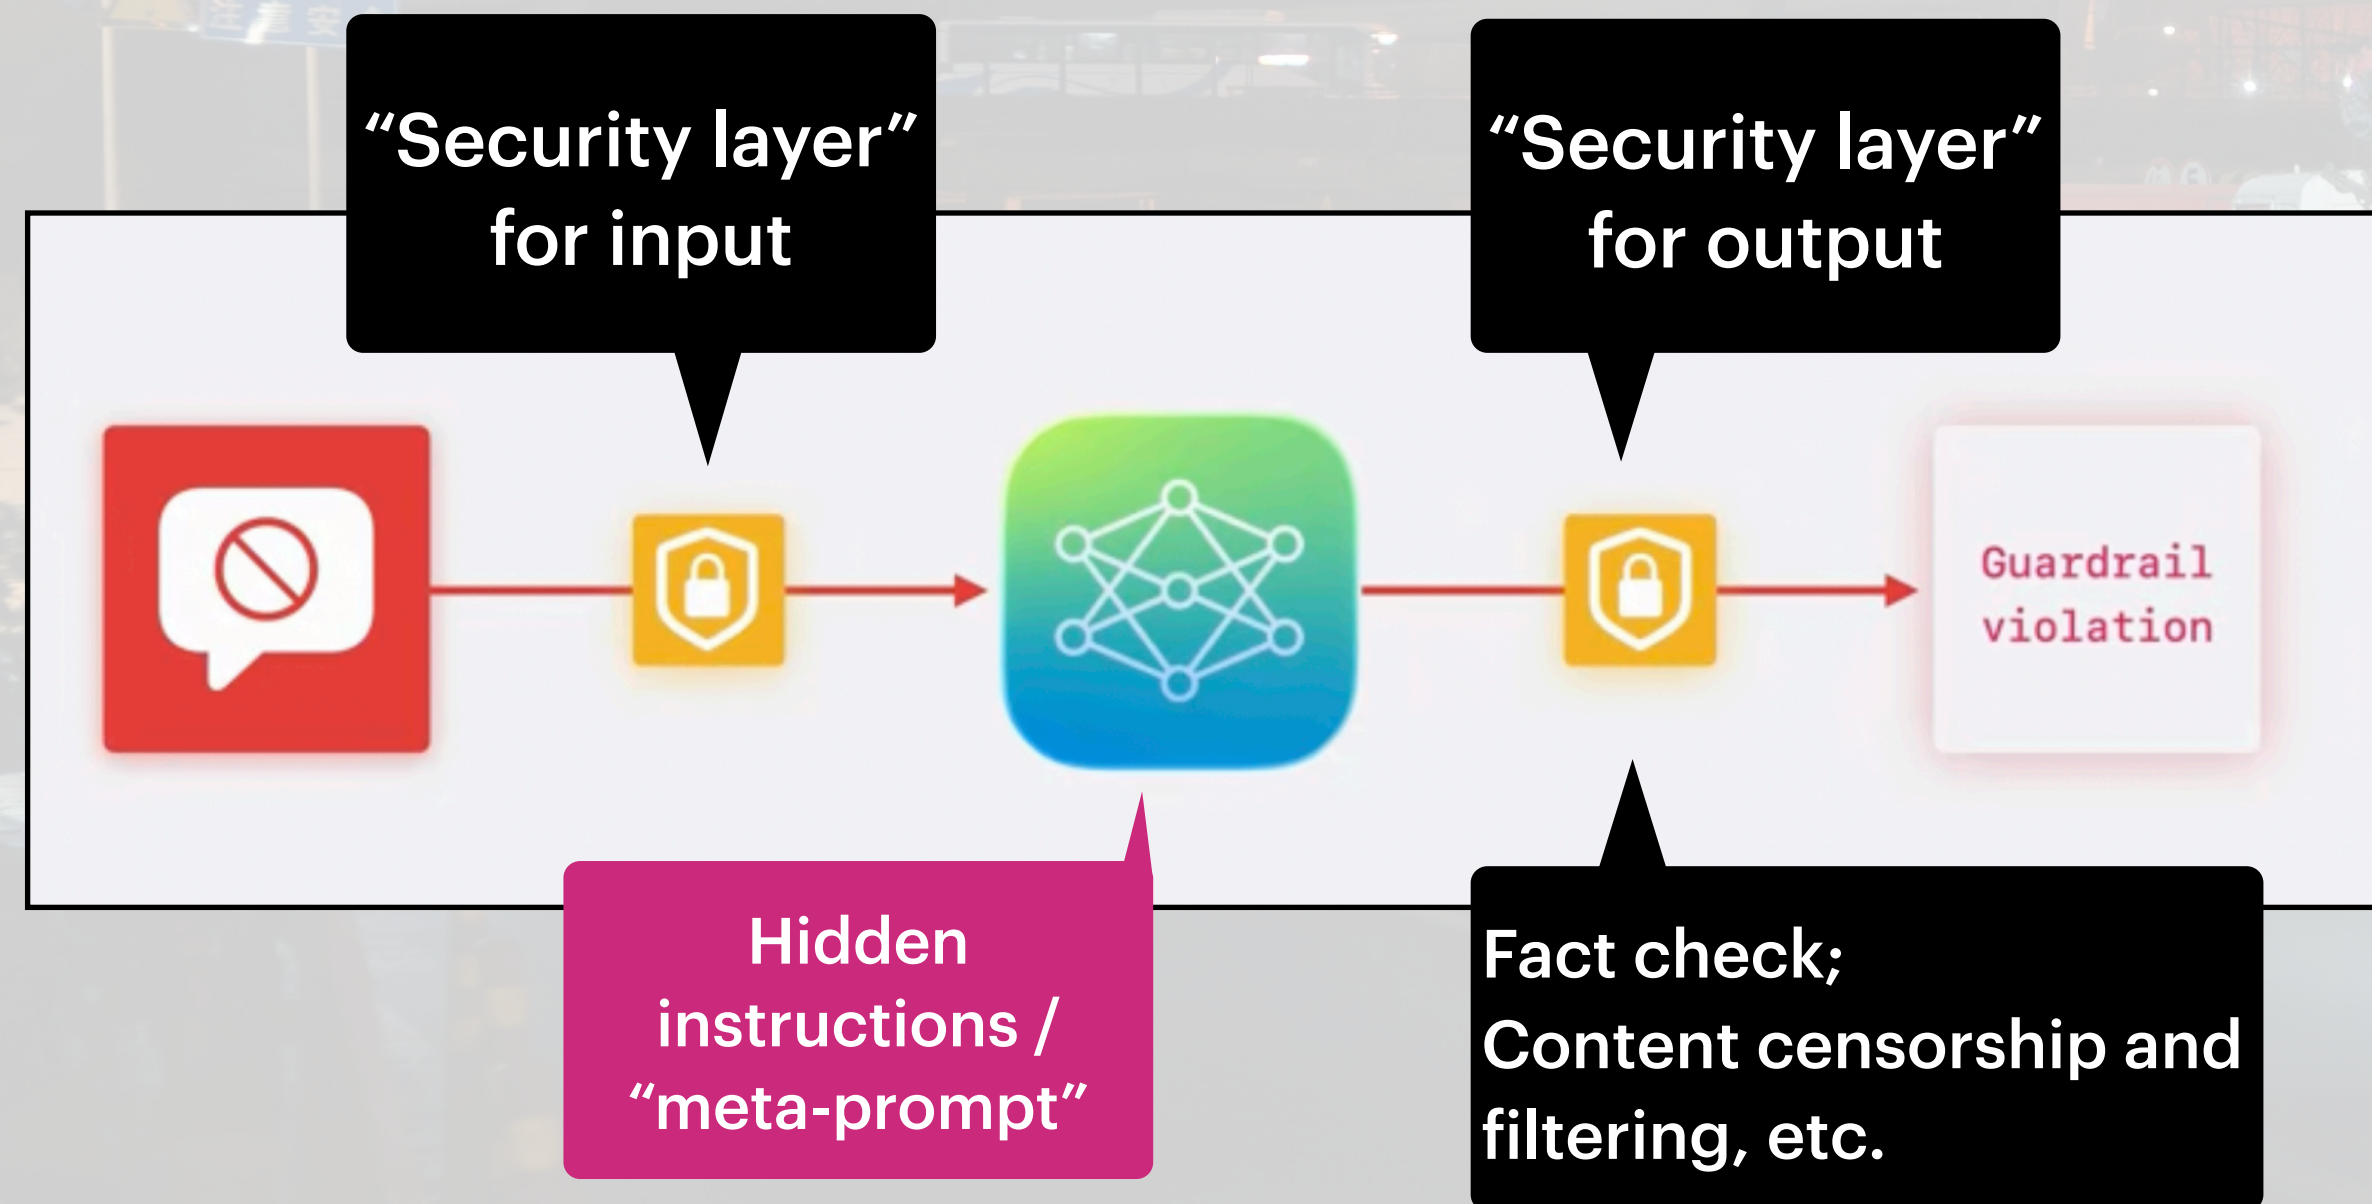 “Security layer”
for input
“Security layer”
for output
Guardrail
violation
Hidden
instructions /
“meta-prompt”
Fact check;
Content censorship and
filtering, etc.